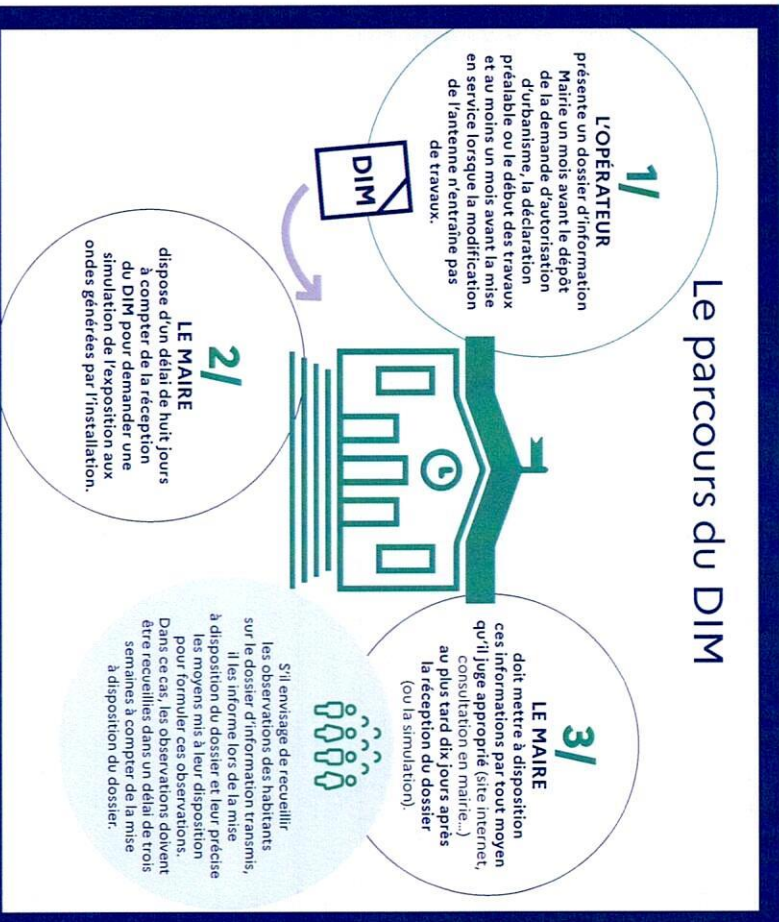 Le parcours du DIM
1/
L'OPÉRATEUR
présente un dossier d'information
Mairie un mois avant le dépôt
de la demande d'autorisation
d'urbanisme, la déclaration
préalable ou le début des travaux
et au moins un mois avant la mise
en service lorsque la modification
de l'antenne n'entraîne pas
de travaux.
DIM
2/
LE MAIRE
dispose d'un délai de huit jours
à compter de la réception
du DIM pour demander une
simulation de l'exposition aux
ondes générées par l'installation.
3/
LE MAIRE
doit mettre à disposition
ces informations par tout moyen
qu'il juge approprié (site internet,
consultation en mairie...)
au plus tard dix jours après
la réception du dossier
(ou la simulation).
S'il envisage de recueillir
les observations des habitants
sur le dossier d'information transmis,
il les informe lors de la mise
à disposition du dossier et leur précise
les moyens mis à leur disposition
pour formuler ces observations.
Dans ce cas, les observations doivent
être recueillies dans un délai de trois
semaines à compter de la mise
à disposition du dossier.